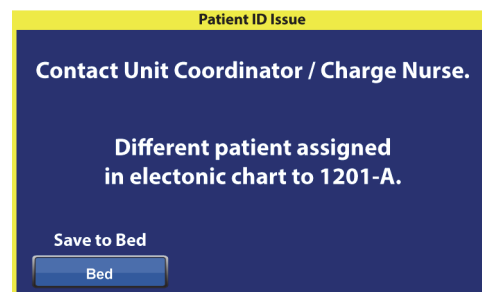 Patient ID Issue
Contact Unit Coordinator / Charge Nurse.
Different patient assigned
in electonic chart to 1201-A.
Save to Bed
Bed